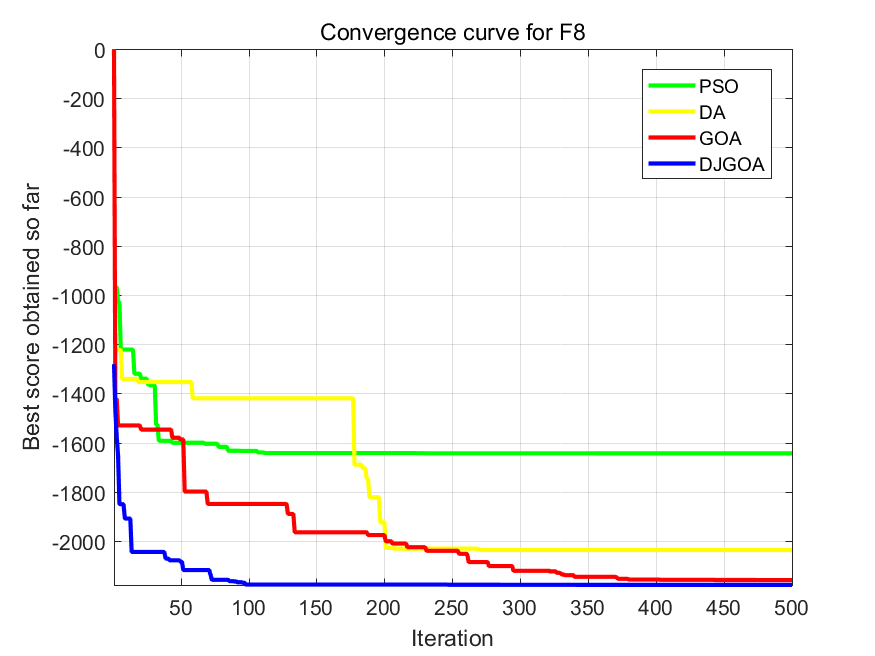 Convergence curve for F8
0
-200
-400
-600
-800
-1000
-1200
-1400
-1600
-1800
-2000
Best score obtained so far
PSO
DA
GOA
DJGOA
50 100 150 200 250 300 350 400 450 500
Iteration